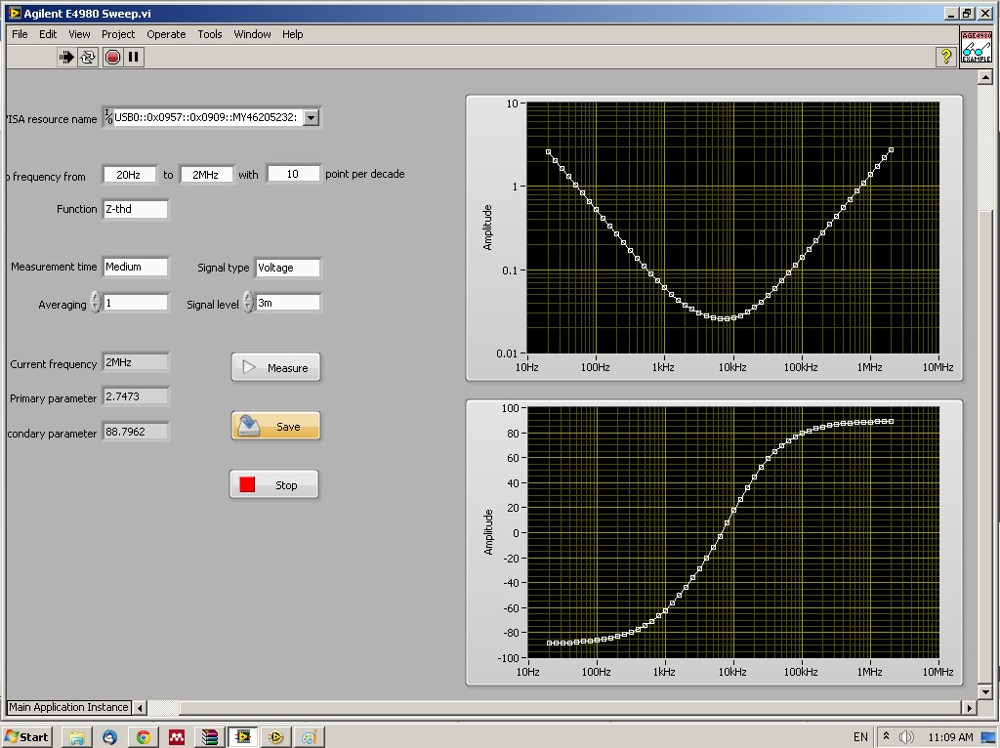 Agilent E4980 Sweep.vi
File Edit View Project Operate Tools Window Help
AGE4980
EXAMPLE
VISA resource name USB0::0x0957::0x0909::MY46205232:
p frequency from 20Hz to 2MHz with 10 point per decade
Function Z-thd
Measurement time Medium Signal type Voltage
Averaging 1 Signal level 3m
Current frequency 2MHz
Measure
Primary parameter 2.7473
condary parameter 88.7962
Save
Stop
10
1
0.1
0.01
Amplitude
10Hz 100Hz 1kHz 10kHz 100kHz 1MHz 10MHz
100
80
60
40
20
0
-20
-40
-60
-80
-100
Amplitude
10Hz 100Hz 1kHz 10kHz 100kHz 1MHz 10MHz
Main Application Instance
Start EN 11:09 AM